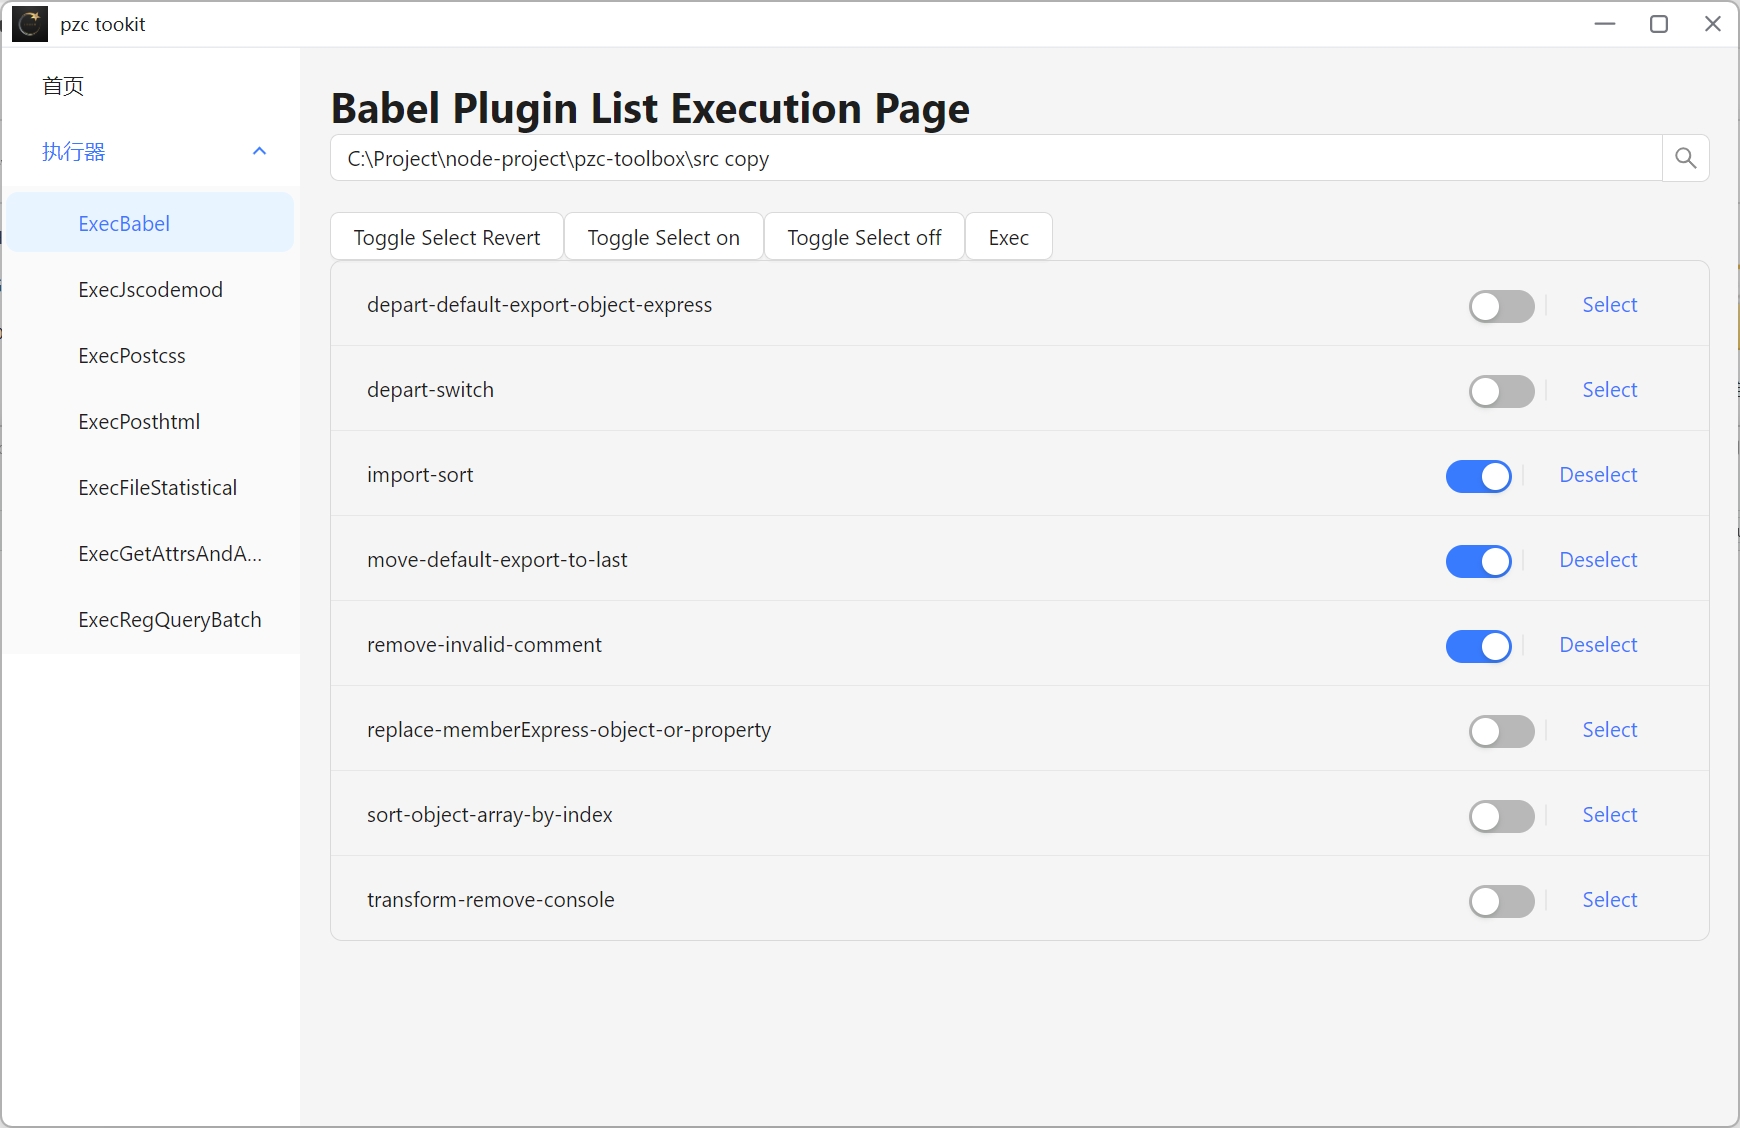 pzc tookit
首页
执行器
ExecBabel
ExecJscodemod
ExecPostcss
ExecPosthtml
ExecFileStatistical
ExecGetAttrsAndA...
ExecRegQueryBatch
Babel Plugin List Execution Page
C:\Project\node-project\pzc-toolbox\src copy
Toggle Select Revert Toggle Select on Toggle Select off Exec
depart-default-export-object-express Select
depart-switch Select
import-sort Deselect
move-default-export-to-last Deselect
remove-invalid-comment Deselect
replace-memberExpress-object-or-property Select
sort-object-array-by-index Select
transform-remove-console Select